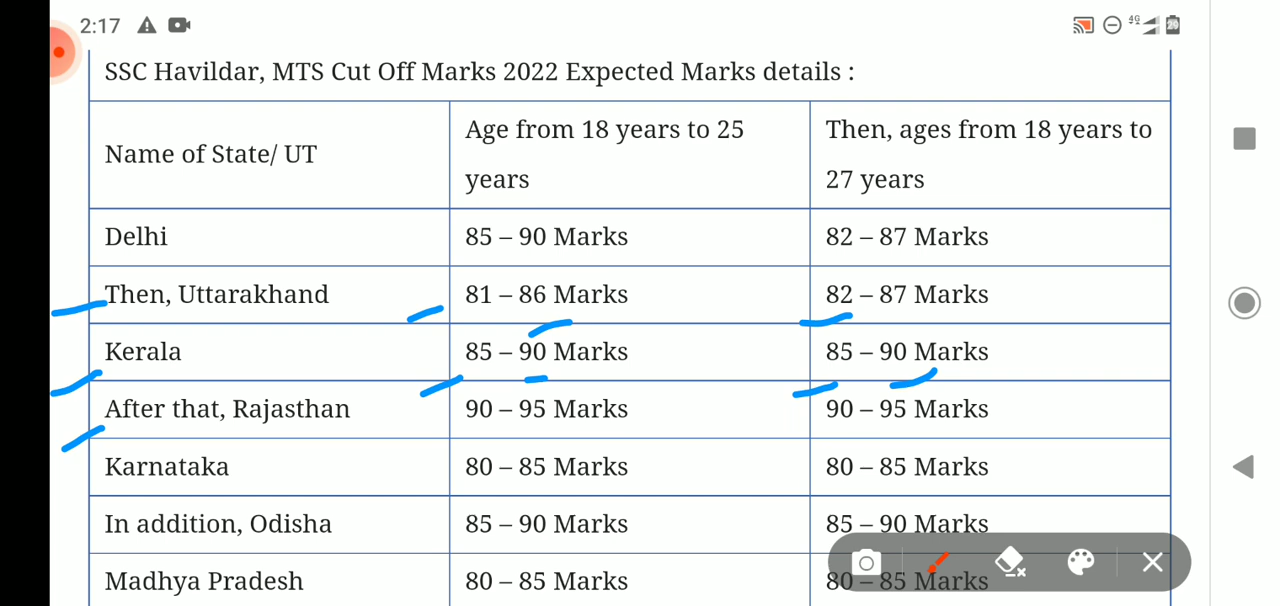 2:17
4G
20
SSC Havildar, MTS Cut Off Marks 2022 Expected Marks details :
Name of State/ UT
Age from 18 years to 25
years
Then, ages from 18 years to
27 years
Delhi
85 – 90 Marks
82 – 87 Marks
Then, Uttarakhand
81 – 86 Marks
82 – 87 Marks
Kerala
85 – 90 Marks
85 – 90 Marks
After that, Rajasthan
90 – 95 Marks
90 – 95 Marks
Karnataka
80 – 85 Marks
80 – 85 Marks
In addition, Odisha
85 – 90 Marks
85 – 90 Marks
Madhya Pradesh
80 – 85 Marks
80 – 85 Marks